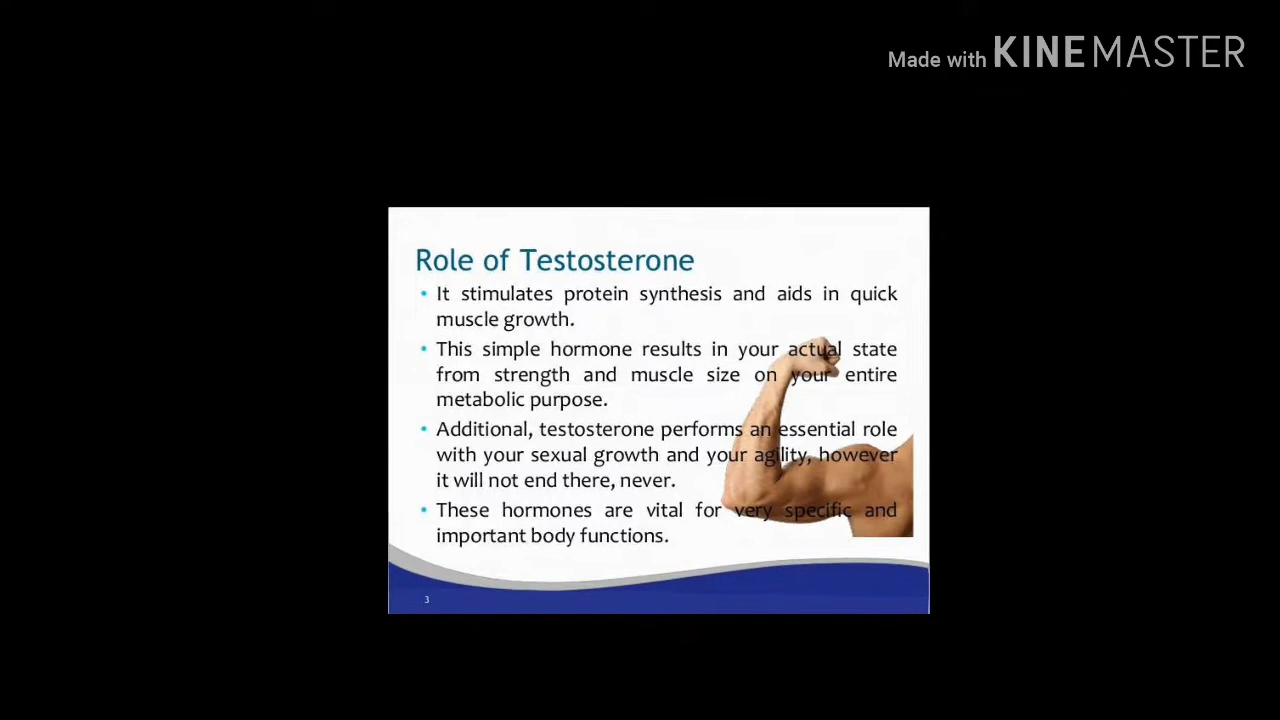 Made with KINEMASTER
Role of Testosterone
• It stimulates protein synthesis and aids in quick
muscle growth.
• This simple hormone results in your actual state
from strength and muscle size on your entire
metabolic purpose.
• Additional, testosterone performs an essential role
with your sexual growth and your agility, however
it will not end there, never.
• These hormones are vital for very specific and
important body functions.
3